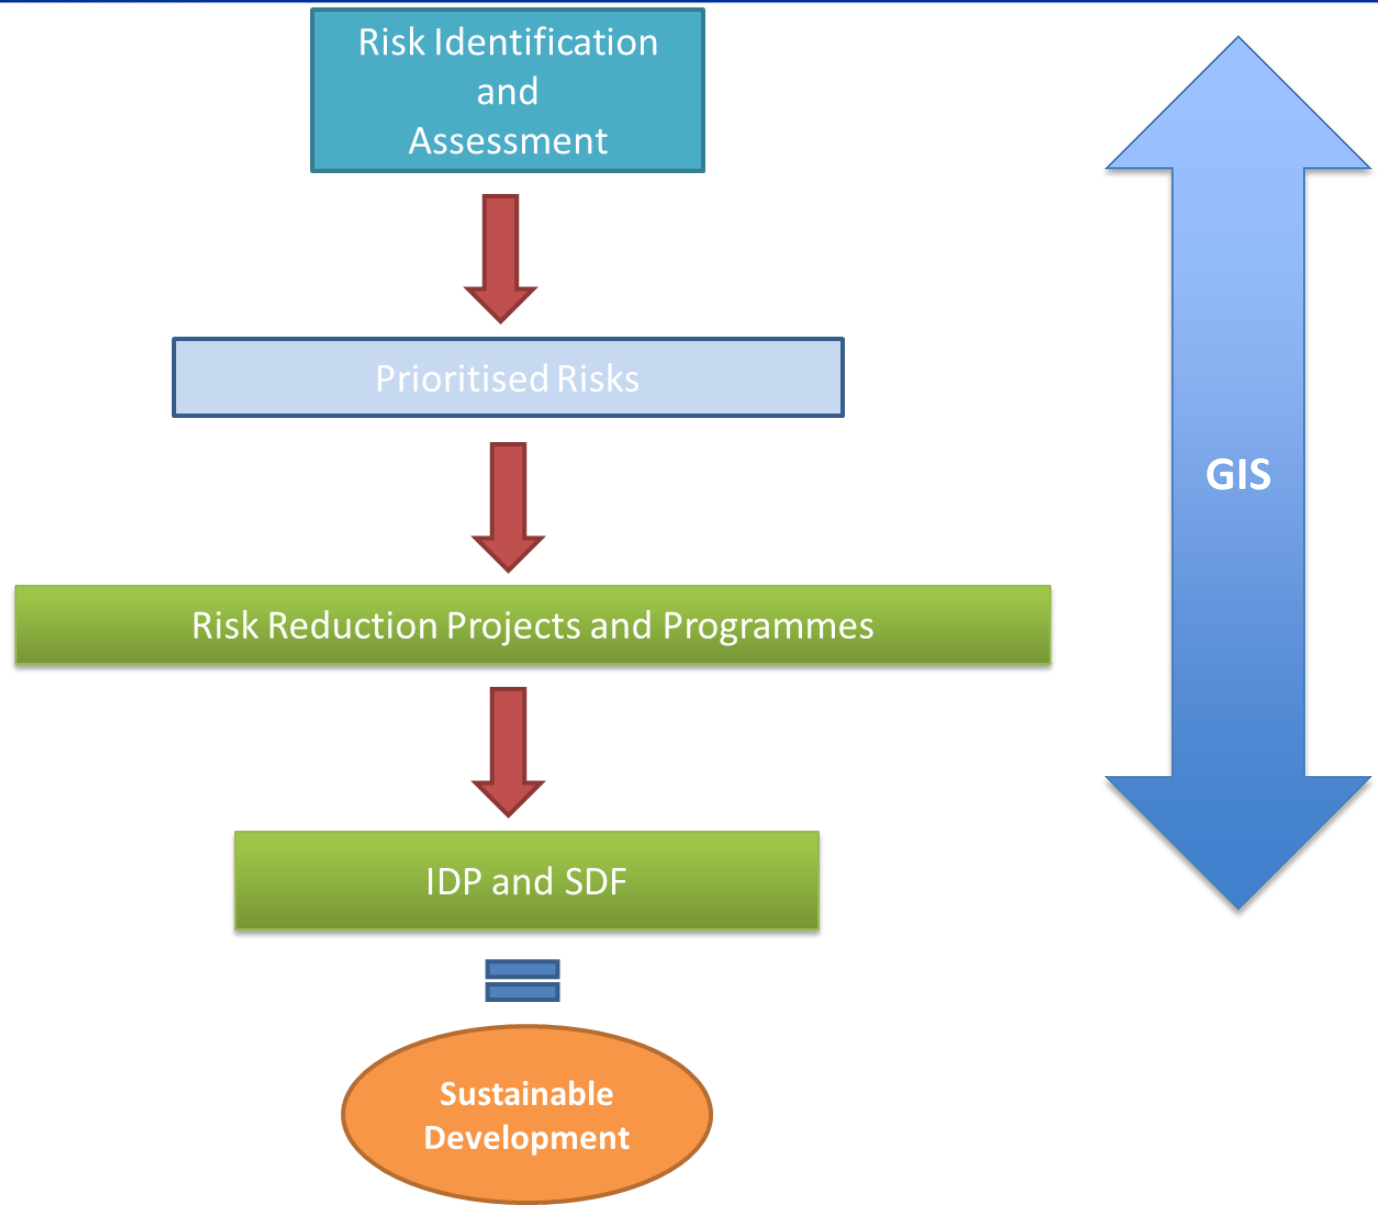 Risk Identification
and
Assessment
Prioritised Risks
GIS
Risk Reduction Projects and Programmes
IDP and SDF
Sustainable
Development